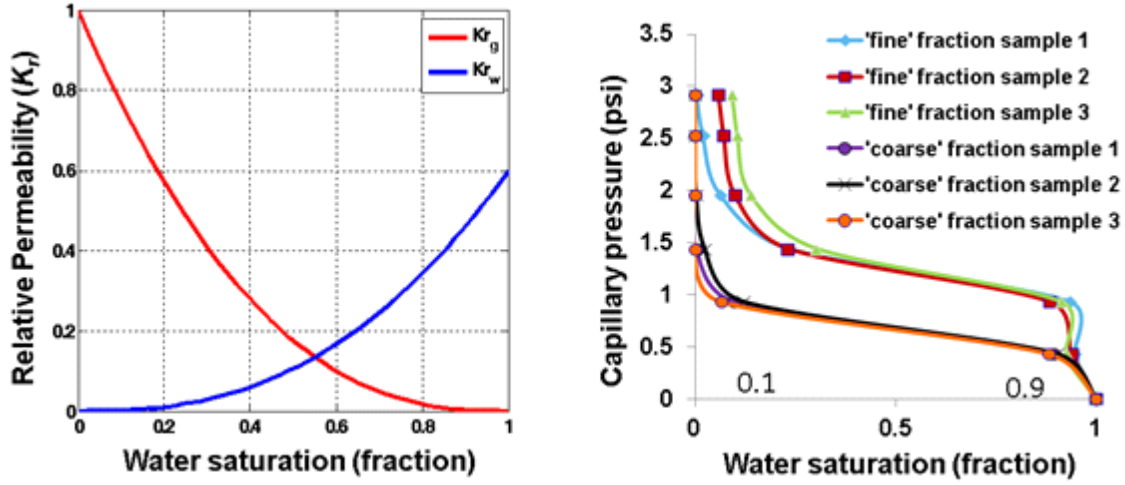 1
0.8
0.6
0.4
0.2
0
0
0.2
0.4
0.6
0.8
1
Relative Permeability (Kr)
Water saturation (fraction)
Krg
Krw
3.5
3
2.5
2
1.5
1
0.5
0
0
0.5
1
Capillary pressure (psi)
Water saturation (fraction)
'fine' fraction sample 1
'fine' fraction sample 2
'fine' fraction sample 3
'coarse' fraction sample 1
'coarse' fraction sample 2
'coarse' fraction sample 3
0.1
0.9